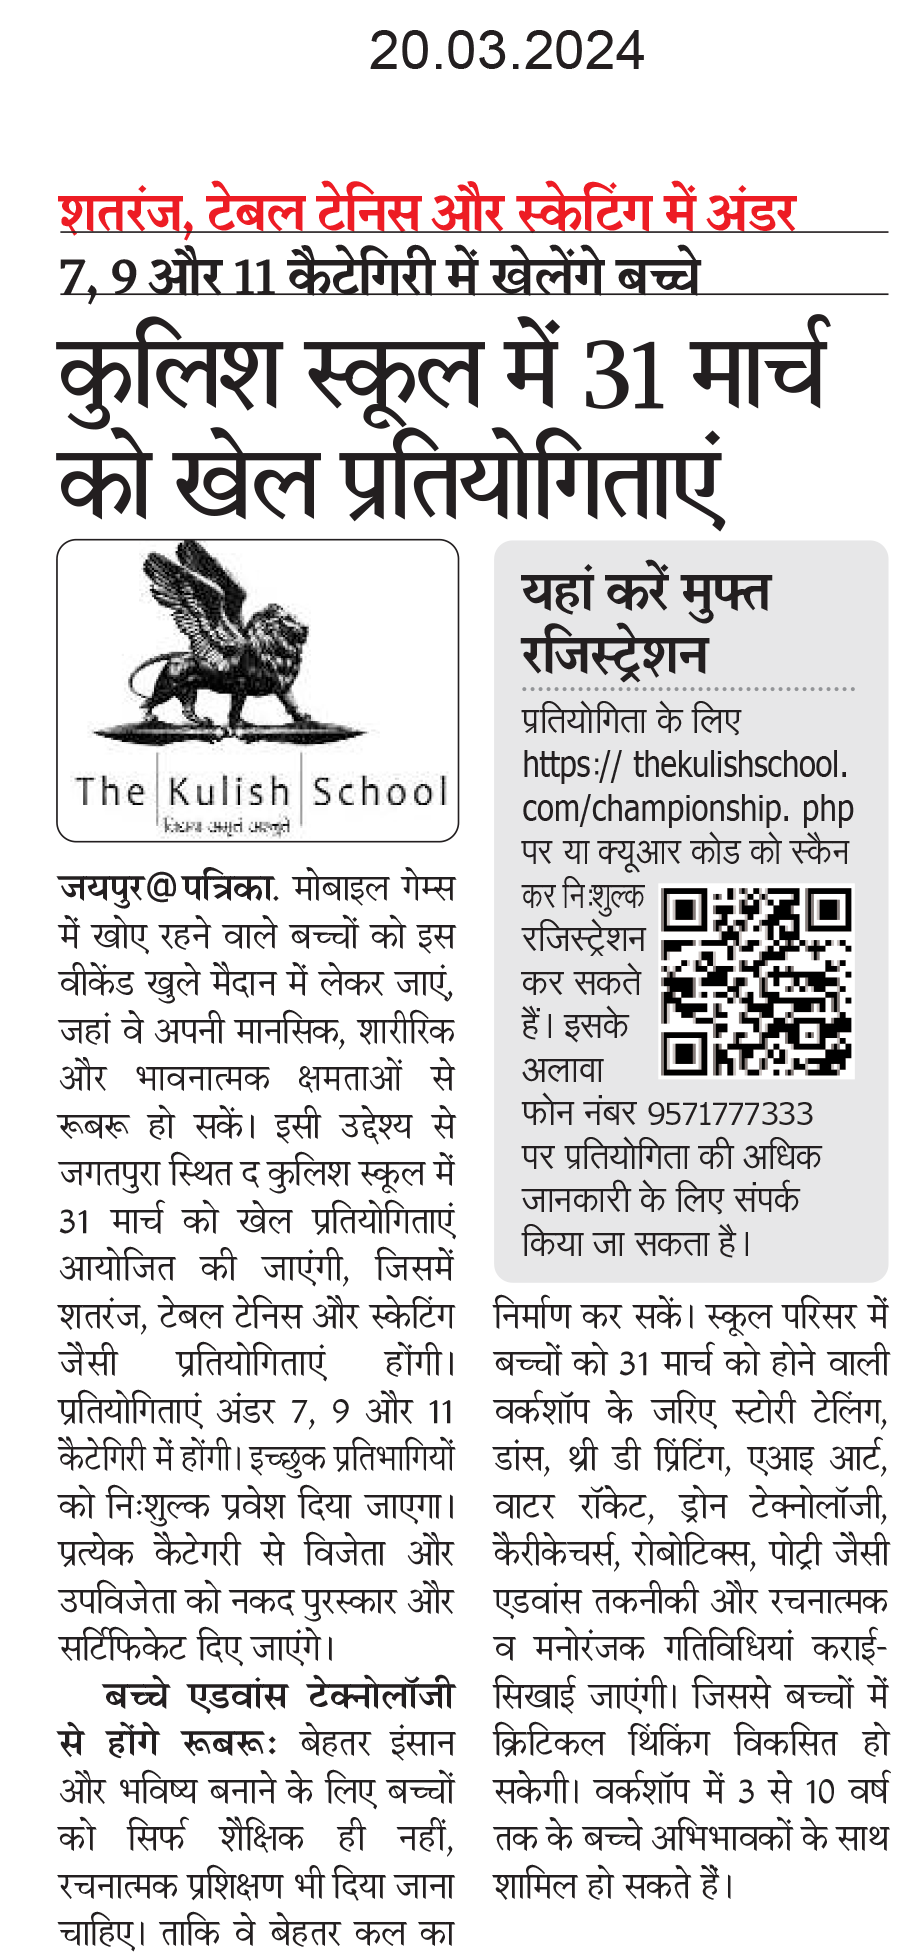 20.03.2024
शतरंज, टेबल टेनिस और स्केटिंग में अंडर
7, 9 और 11 कैटेगिरी में खेलेंगे बच्चे
कुलिश स्कूल में 31 मार्च
को खेल प्रतियोगिताएं
The Kulish School
जयपुर@पत्रिका. मोबाइल गेम्स
में खोए रहने वाले बच्चों को इस
वीकेंड खुले मैदान में लेकर जाएं,
जहां वे अपनी मानसिक, शारीरिक
और भावनात्मक क्षमताओं से
रूबरू हो सकें। इसी उद्देश्य से
जगतपुरा स्थित द कुलिश स्कूल में
31 मार्च को खेल प्रतियोगिताएं
आयोजित की जाएंगी, जिसमें
शतरंज, टेबल टेनिस और स्केटिंग
जैसी प्रतियोगिताएं होंगी।
प्रतियोगिताएं अंडर 7, 9 और 11
कैटेगिरी में होंगी। इच्छुक प्रतिभागियों
को निःशुल्क प्रवेश दिया जाएगा।
प्रत्येक कैटेगरी से विजेता और
उपविजेता को नकद पुरस्कार और
सर्टिफिकेट दिए जाएंगे।
बच्चे एडवांस टेक्नोलॉजी
से होंगे रूबरूः बेहतर इंसान
और भविष्य बनाने के लिए बच्चों
को सिर्फ शैक्षिक ही नहीं,
रचनात्मक प्रशिक्षण भी दिया जाना
चाहिए। ताकि वे बेहतर कल का
यहां करें मुफ्त
रजिस्ट्रेशन
प्रतियोगिता के लिए
https:// thekulishschool.
com/championship. php
पर या क्यूआर कोड को स्कैन
कर नि:शुल्क
रजिस्ट्रेशन
कर सकते
हैं। इसके
अलावा
फोन नंबर 9571777333
पर प्रतियोगिता की अधिक
जानकारी के लिए संपर्क
किया जा सकता है।
निर्माण कर सकें। स्कूल परिसर में
बच्चों को 31 मार्च को होने वाली
वर्कशॉप के जरिए स्टोरी टेलिंग,
डांस, थ्री डी प्रिंटिंग, एआइ आर्ट,
वाटर रॉकेट, ड्रोन टेक्नोलॉजी,
कैरीकेचर्स, रोबोटिक्स, पोट्री जैसी
एडवांस तकनीकी और रचनात्मक
व मनोरंजक गतिविधियां कराई-
सिखाई जाएंगी। जिससे बच्चों में
क्रिटिकल थिंकिंग विकसित हो
सकेगी। वर्कशॉप में 3 से 10 वर्ष
तक के बच्चे अभिभावकों के साथ
शामिल हो सकते हैं।